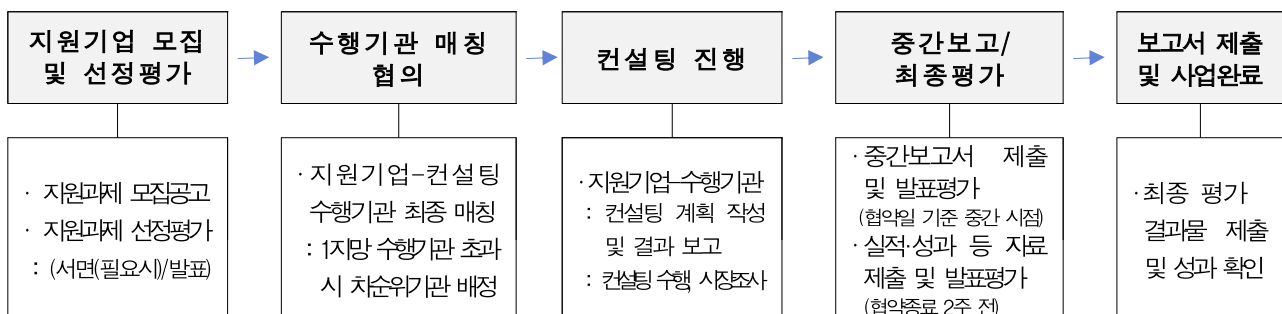 지원기업 모집
및 선정평가
수행기관 매칭
협의
컨설팅 진행
중간보고/
최종평가
보고서 제출
및 사업완료
· 지원과제 모집공고
· 지원과제 선정평가
: (서면(필요시)/발표)
· 지원기업-컨설팅
수행기관 최종 매칭
: 1지망 수행기관 초과
시 차순위기관 배정
· 지원기업-수행기관
: 컨설팅 계획 작성
및 결과 보고
: 컨설팅 수행, 시장조사
· 중간보고서 제출
및 발표평가
(협약일 기준 중간 시점)
· 실적·성과 등 자료
제출 및 발표평가
(협약종료 2주 전)
· 최종 평가
결과물 제출
및 성과 확인